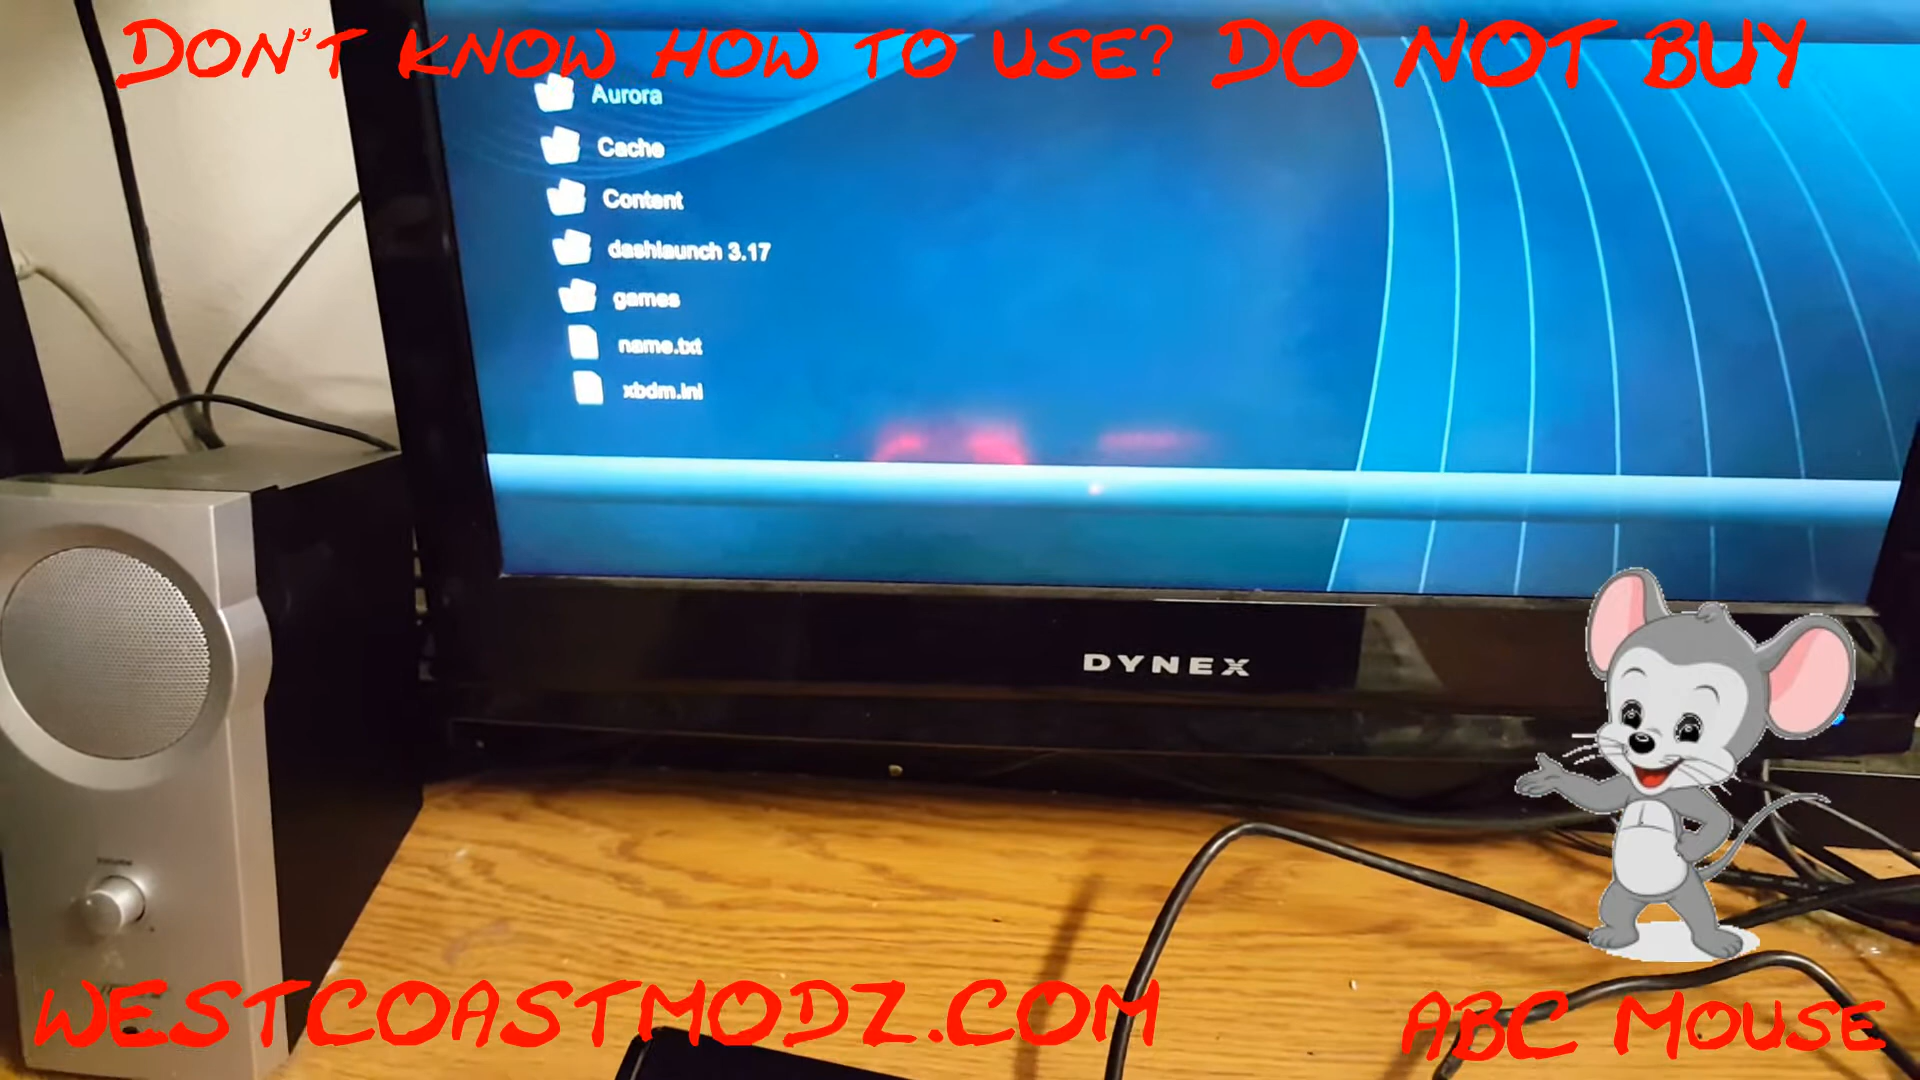 DON'T KNOW HOW TO USE? DO NOT BUY
Aurora
Cache
Content
dashlaunch 3.17
games
name.txt
xbdm.ini
DYNEX
WESTCOASTMODZ.COM
ABC MOUSE